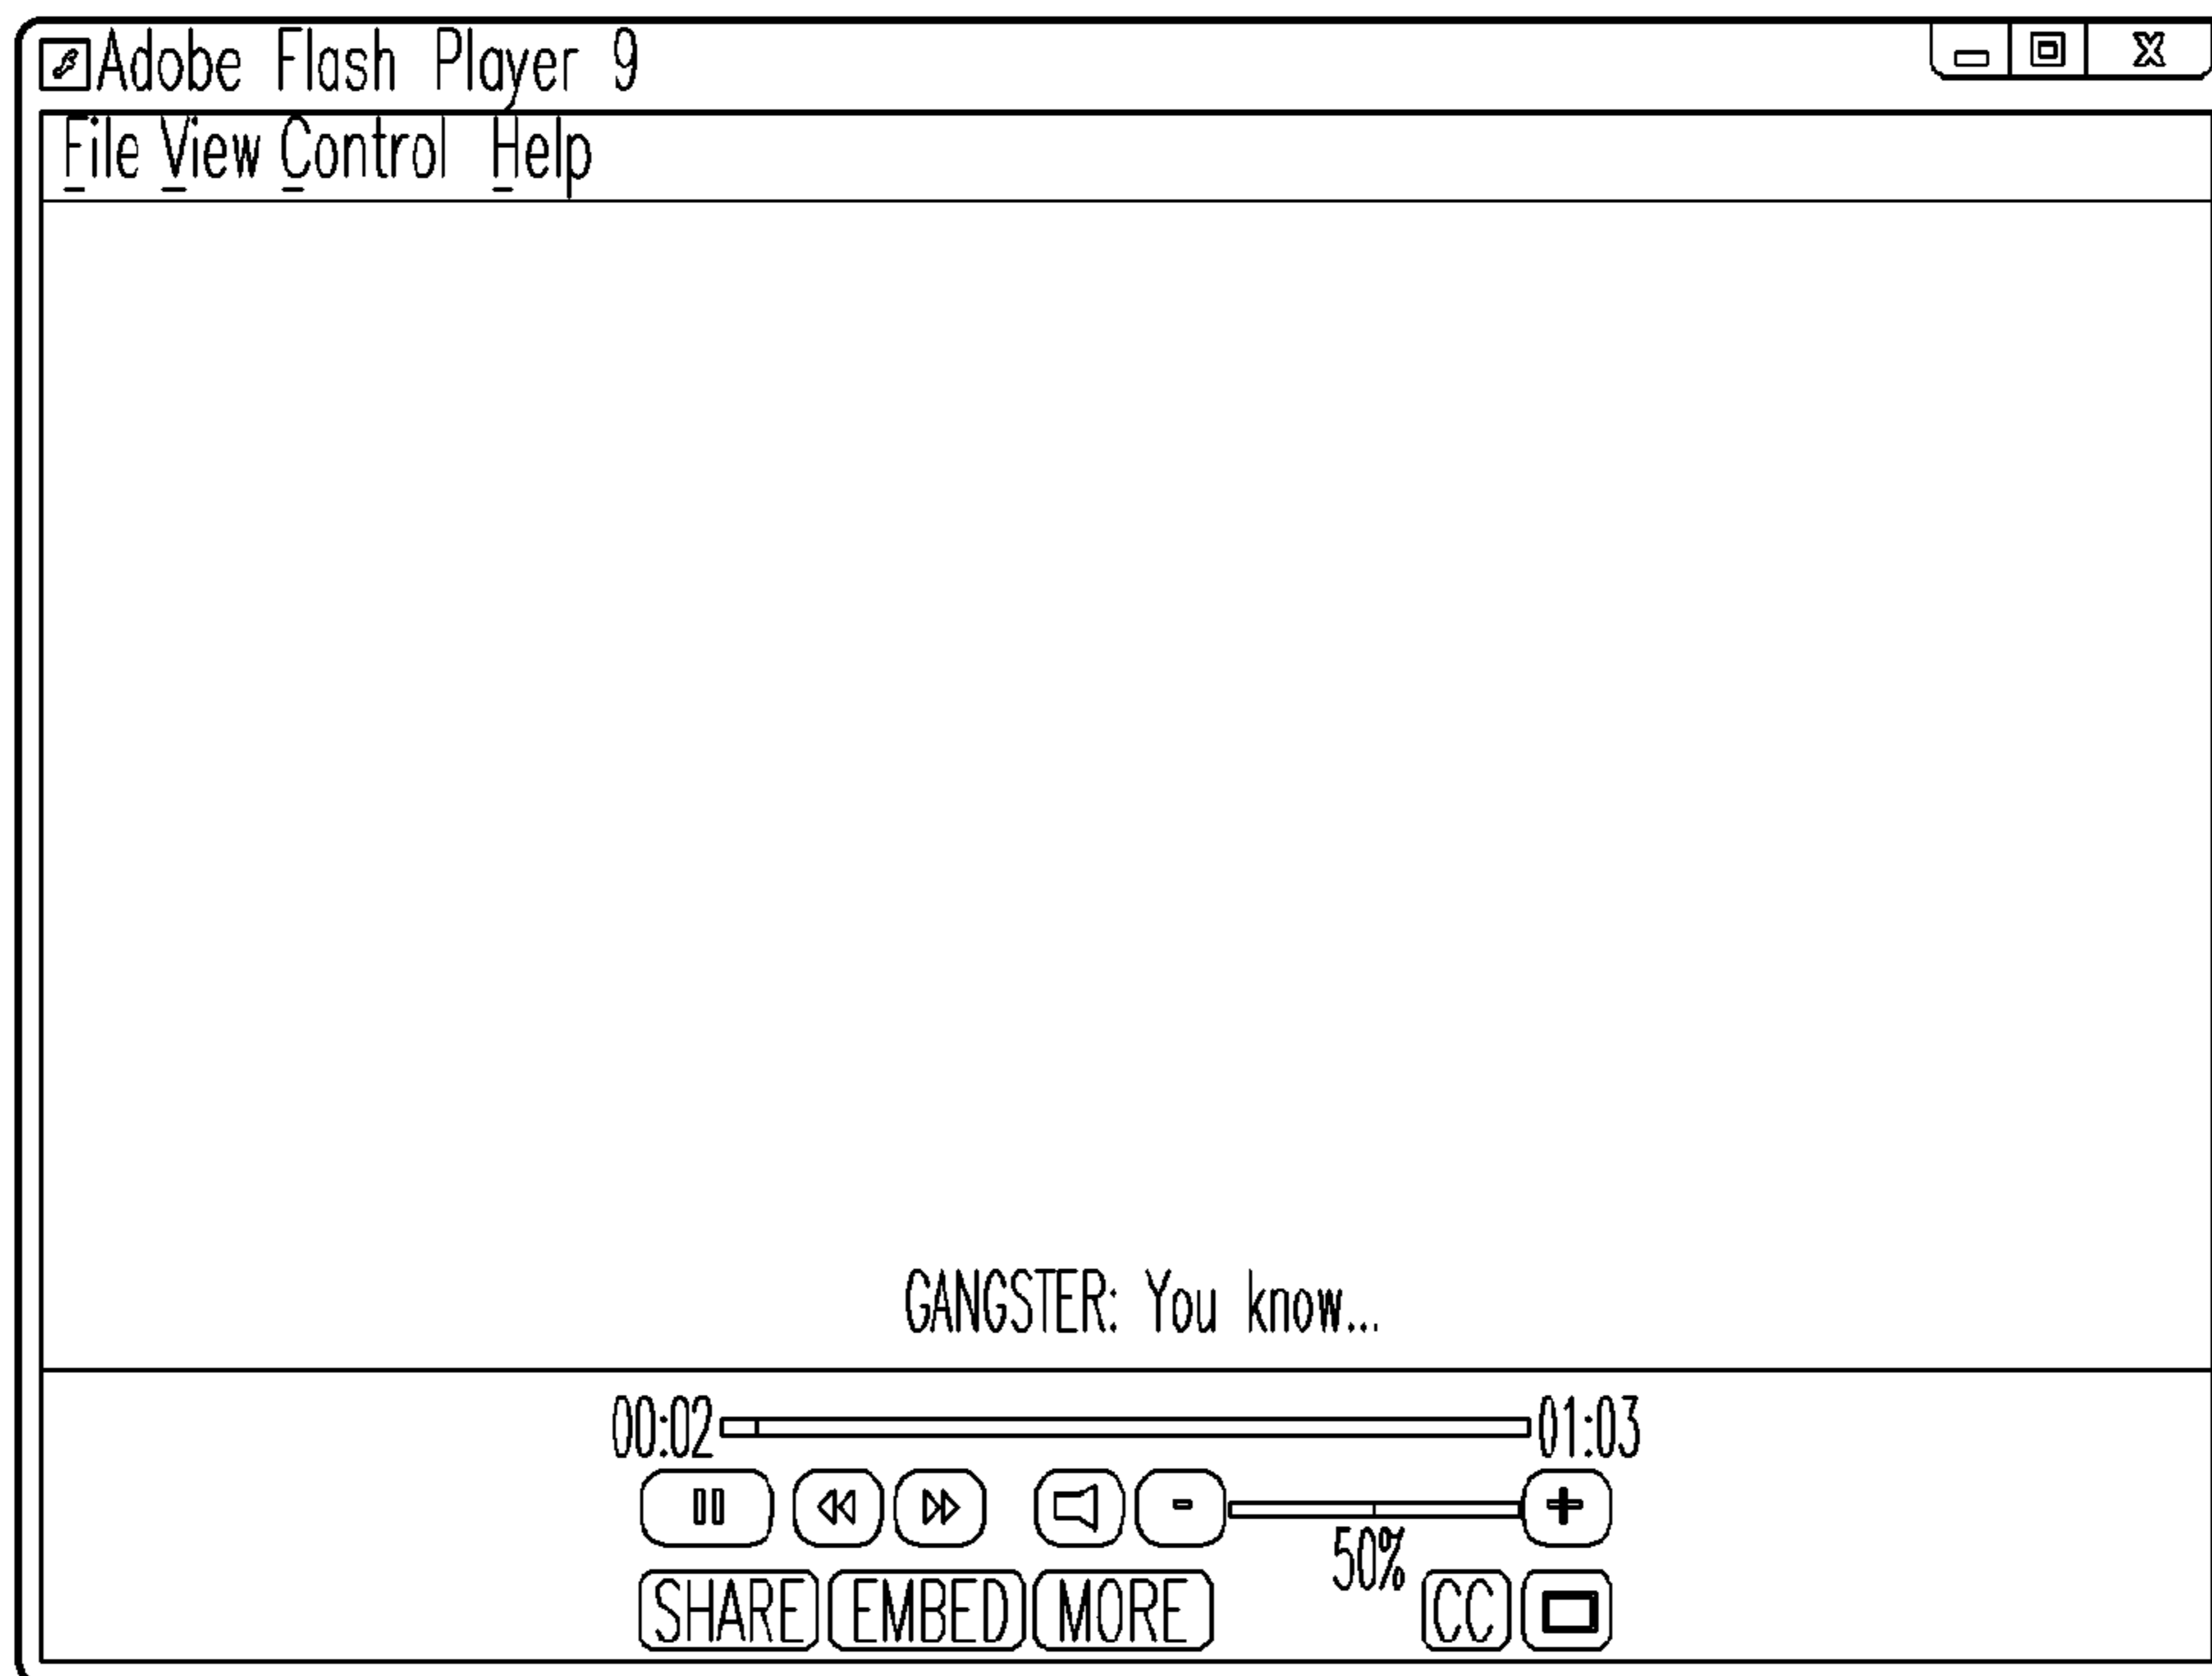 Adobe Flash Player 9
File View Control Help
GANGSTER: You know...
00:02 01:03
50%
SHARE EMBED MORE CC